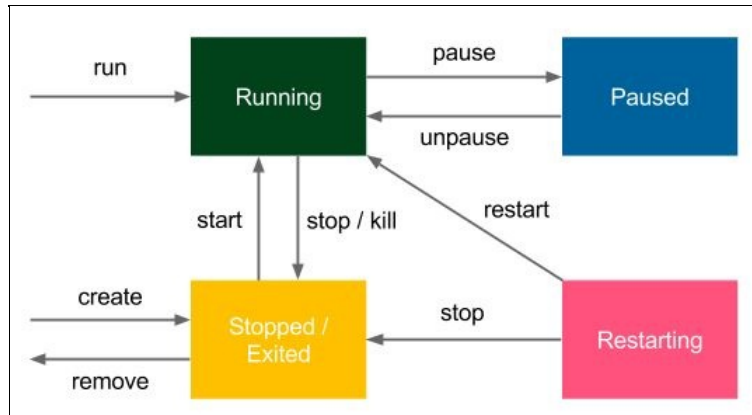 run
Running
pause
Paused
unpause
start
stop / kill
restart
create
Stopped /
Exited
stop
Restarting
remove